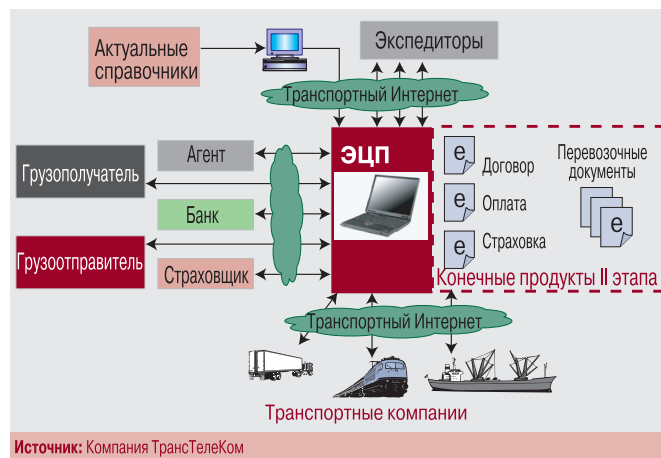 Актуальные
справочники
Экспедиторы
Транспортный Интернет
Агент
Грузополучатель
Банк
Грузоотправитель
Страховщик
ЭЦП
е
Договор
е
Оплата
е
Страховка
Перевозочные
документы
е
Конечные продукты II этапа
Транспортный Интернет
Транспортные компании
Источник: Компания ТрансТелеКом